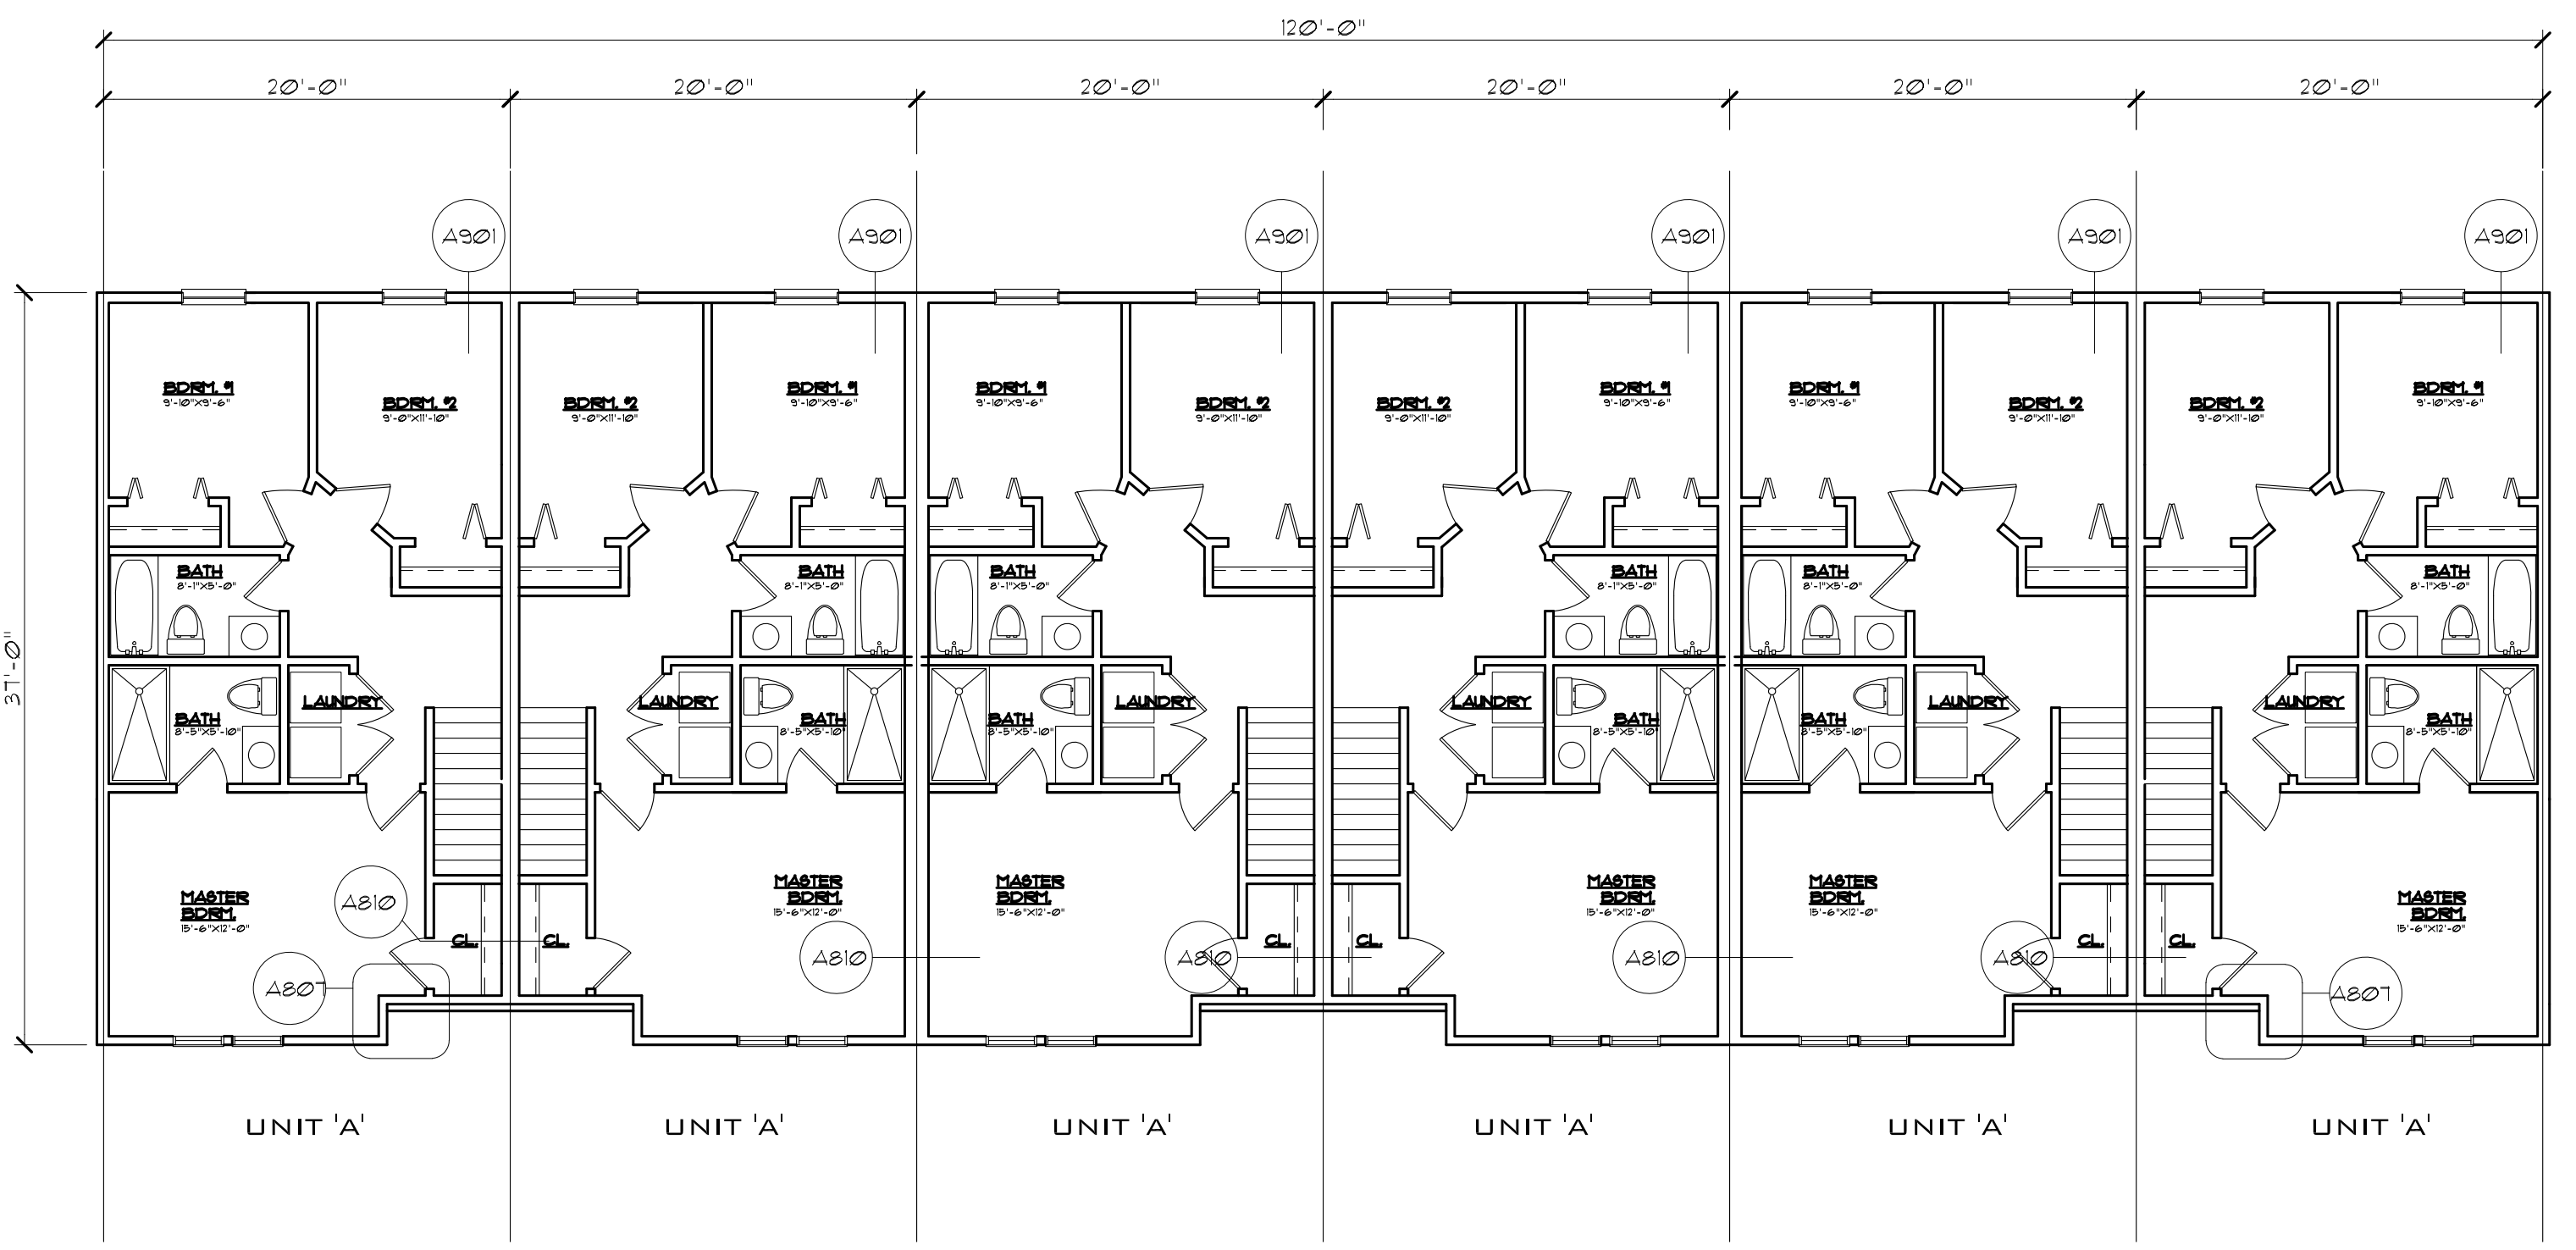 120'-0"
20'-0" 20'-0" 20'-0" 20'-0" 20'-0" 20'-0"
A901 A901 A901 A901 A901 A901
BDRM. #1 BDRM. #1 BDRM. #1 BDRM. #1 BDRM. #1 BDRM. #1
9'-10"X9'-6" 9'-10"X9'-6" 9'-10"X9'-6" 9'-10"X9'-6" 9'-10"X9'-6" 9'-10"X9'-6"
BDRM. #2 BDRM. #2 BDRM. #2 BDRM. #2 BDRM. #2 BDRM. #2
9'-0"X11'-10" 9'-0"X11'-10" 9'-0"X11'-10" 9'-0"X11'-10" 9'-0"X11'-10" 9'-0"X11'-10"
BATH BATH BATH BATH BATH BATH
8'-1"X5'-0" 8'-1"X5'-0" 8'-1"X5'-0" 8'-1"X5'-0" 8'-1"X5'-0" 8'-1"X5'-0"
37'-0"
LAUNDRY LAUNDRY LAUNDRY LAUNDRY LAUNDRY LAUNDRY
BATH BATH BATH BATH BATH BATH
8'-5"X5'-10" 8'-5"X5'-10" 8'-5"X5'-10" 8'-5"X5'-10" 8'-5"X5'-10" 8'-5"X5'-10"
MASTER MASTER MASTER MASTER MASTER MASTER
BDRM. BDRM. BDRM. BDRM. BDRM. BDRM.
15'-6"X12'-0" 15'-6"X12'-0" 15'-6"X12'-0" 15'-6"X12'-0" 15'-6"X12'-0" 15'-6"X12'-0"
A810
CL. CL. CL. CL. CL. CL.
A810 A810 A810 A810
A807 A807
UNIT 'A' UNIT 'A' UNIT 'A' UNIT 'A' UNIT 'A' UNIT 'A'